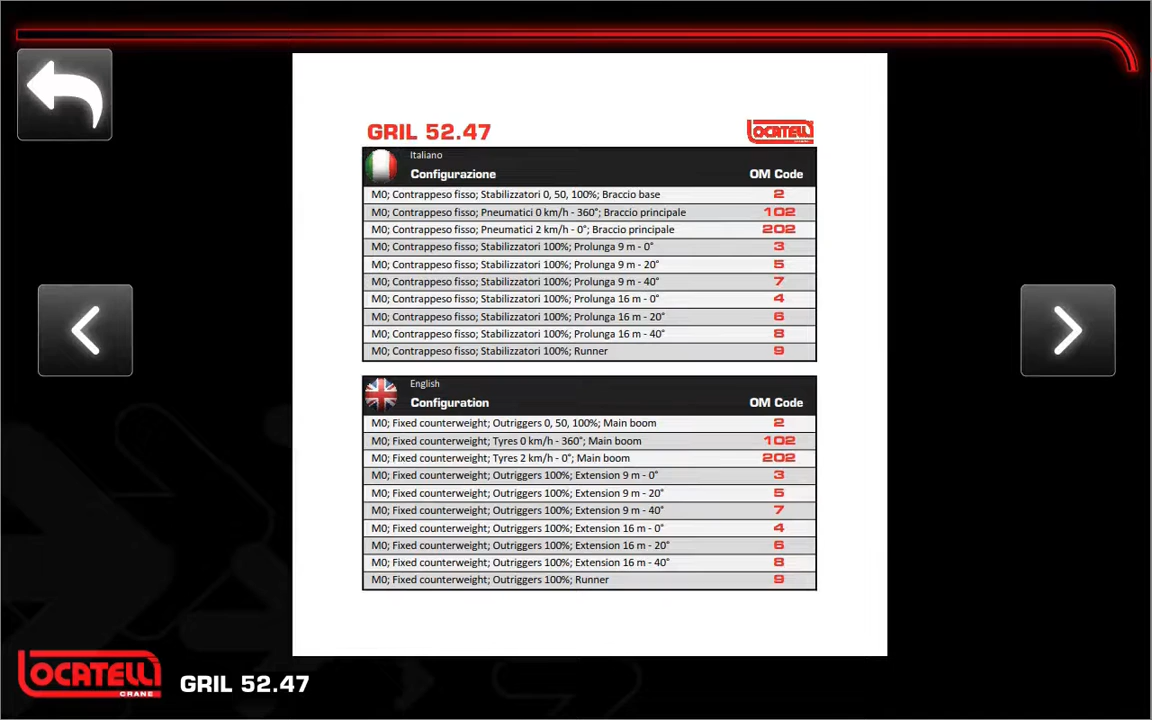 GRIL 52.47
LOCATELLI
Italiano
Configurazione OM Code
M0; Contrappeso fisso; Stabilizzatori 0, 50, 100%; Braccio base 2
M0; Contrappeso fisso; Pneumatici 0 km/h - 360°; Braccio principale 102
M0; Contrappeso fisso; Pneumatici 2 km/h - 0°; Braccio principale 202
M0; Contrappeso fisso; Stabilizzatori 100%; Prolunga 9 m - 0° 3
M0; Contrappeso fisso; Stabilizzatori 100%; Prolunga 9 m - 20° 5
M0; Contrappeso fisso; Stabilizzatori 100%; Prolunga 9 m - 40° 7
M0; Contrappeso fisso; Stabilizzatori 100%; Prolunga 16 m - 0° 4
M0; Contrappeso fisso; Stabilizzatori 100%; Prolunga 16 m - 20° 6
M0; Contrappeso fisso; Stabilizzatori 100%; Prolunga 16 m - 40° 8
M0; Contrappeso fisso; Stabilizzatori 100%; Runner 9
English
Configuration OM Code
M0; Fixed counterweight; Outriggers 0, 50, 100%; Main boom 2
M0; Fixed counterweight; Tyres 0 km/h - 360°; Main boom 102
M0; Fixed counterweight; Tyres 2 km/h - 0°; Main boom 202
M0; Fixed counterweight; Outriggers 100%; Extension 9 m - 0° 3
M0; Fixed counterweight; Outriggers 100%; Extension 9 m - 20° 5
M0; Fixed counterweight; Outriggers 100%; Extension 9 m - 40° 7
M0; Fixed counterweight; Outriggers 100%; Extension 16 m - 0° 4
M0; Fixed counterweight; Outriggers 100%; Extension 16 m - 20° 6
M0; Fixed counterweight; Outriggers 100%; Extension 16 m - 40° 8
M0; Fixed counterweight; Outriggers 100%; Runner 9
LOCATELLI
CRANE
GRIL 52.47